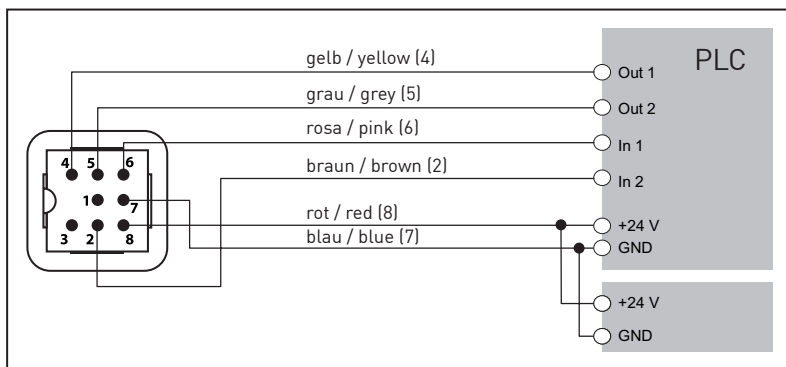 gelb / yellow (4)
grau / grey (5)
rosa / pink (6)
braun / brown (2)
rot / red (8)
blau / blue (7)
4 5 6
1 7
3 2 8
PLC
Out 1
Out 2
In 1
In 2
+24 V
GND
+24 V
GND